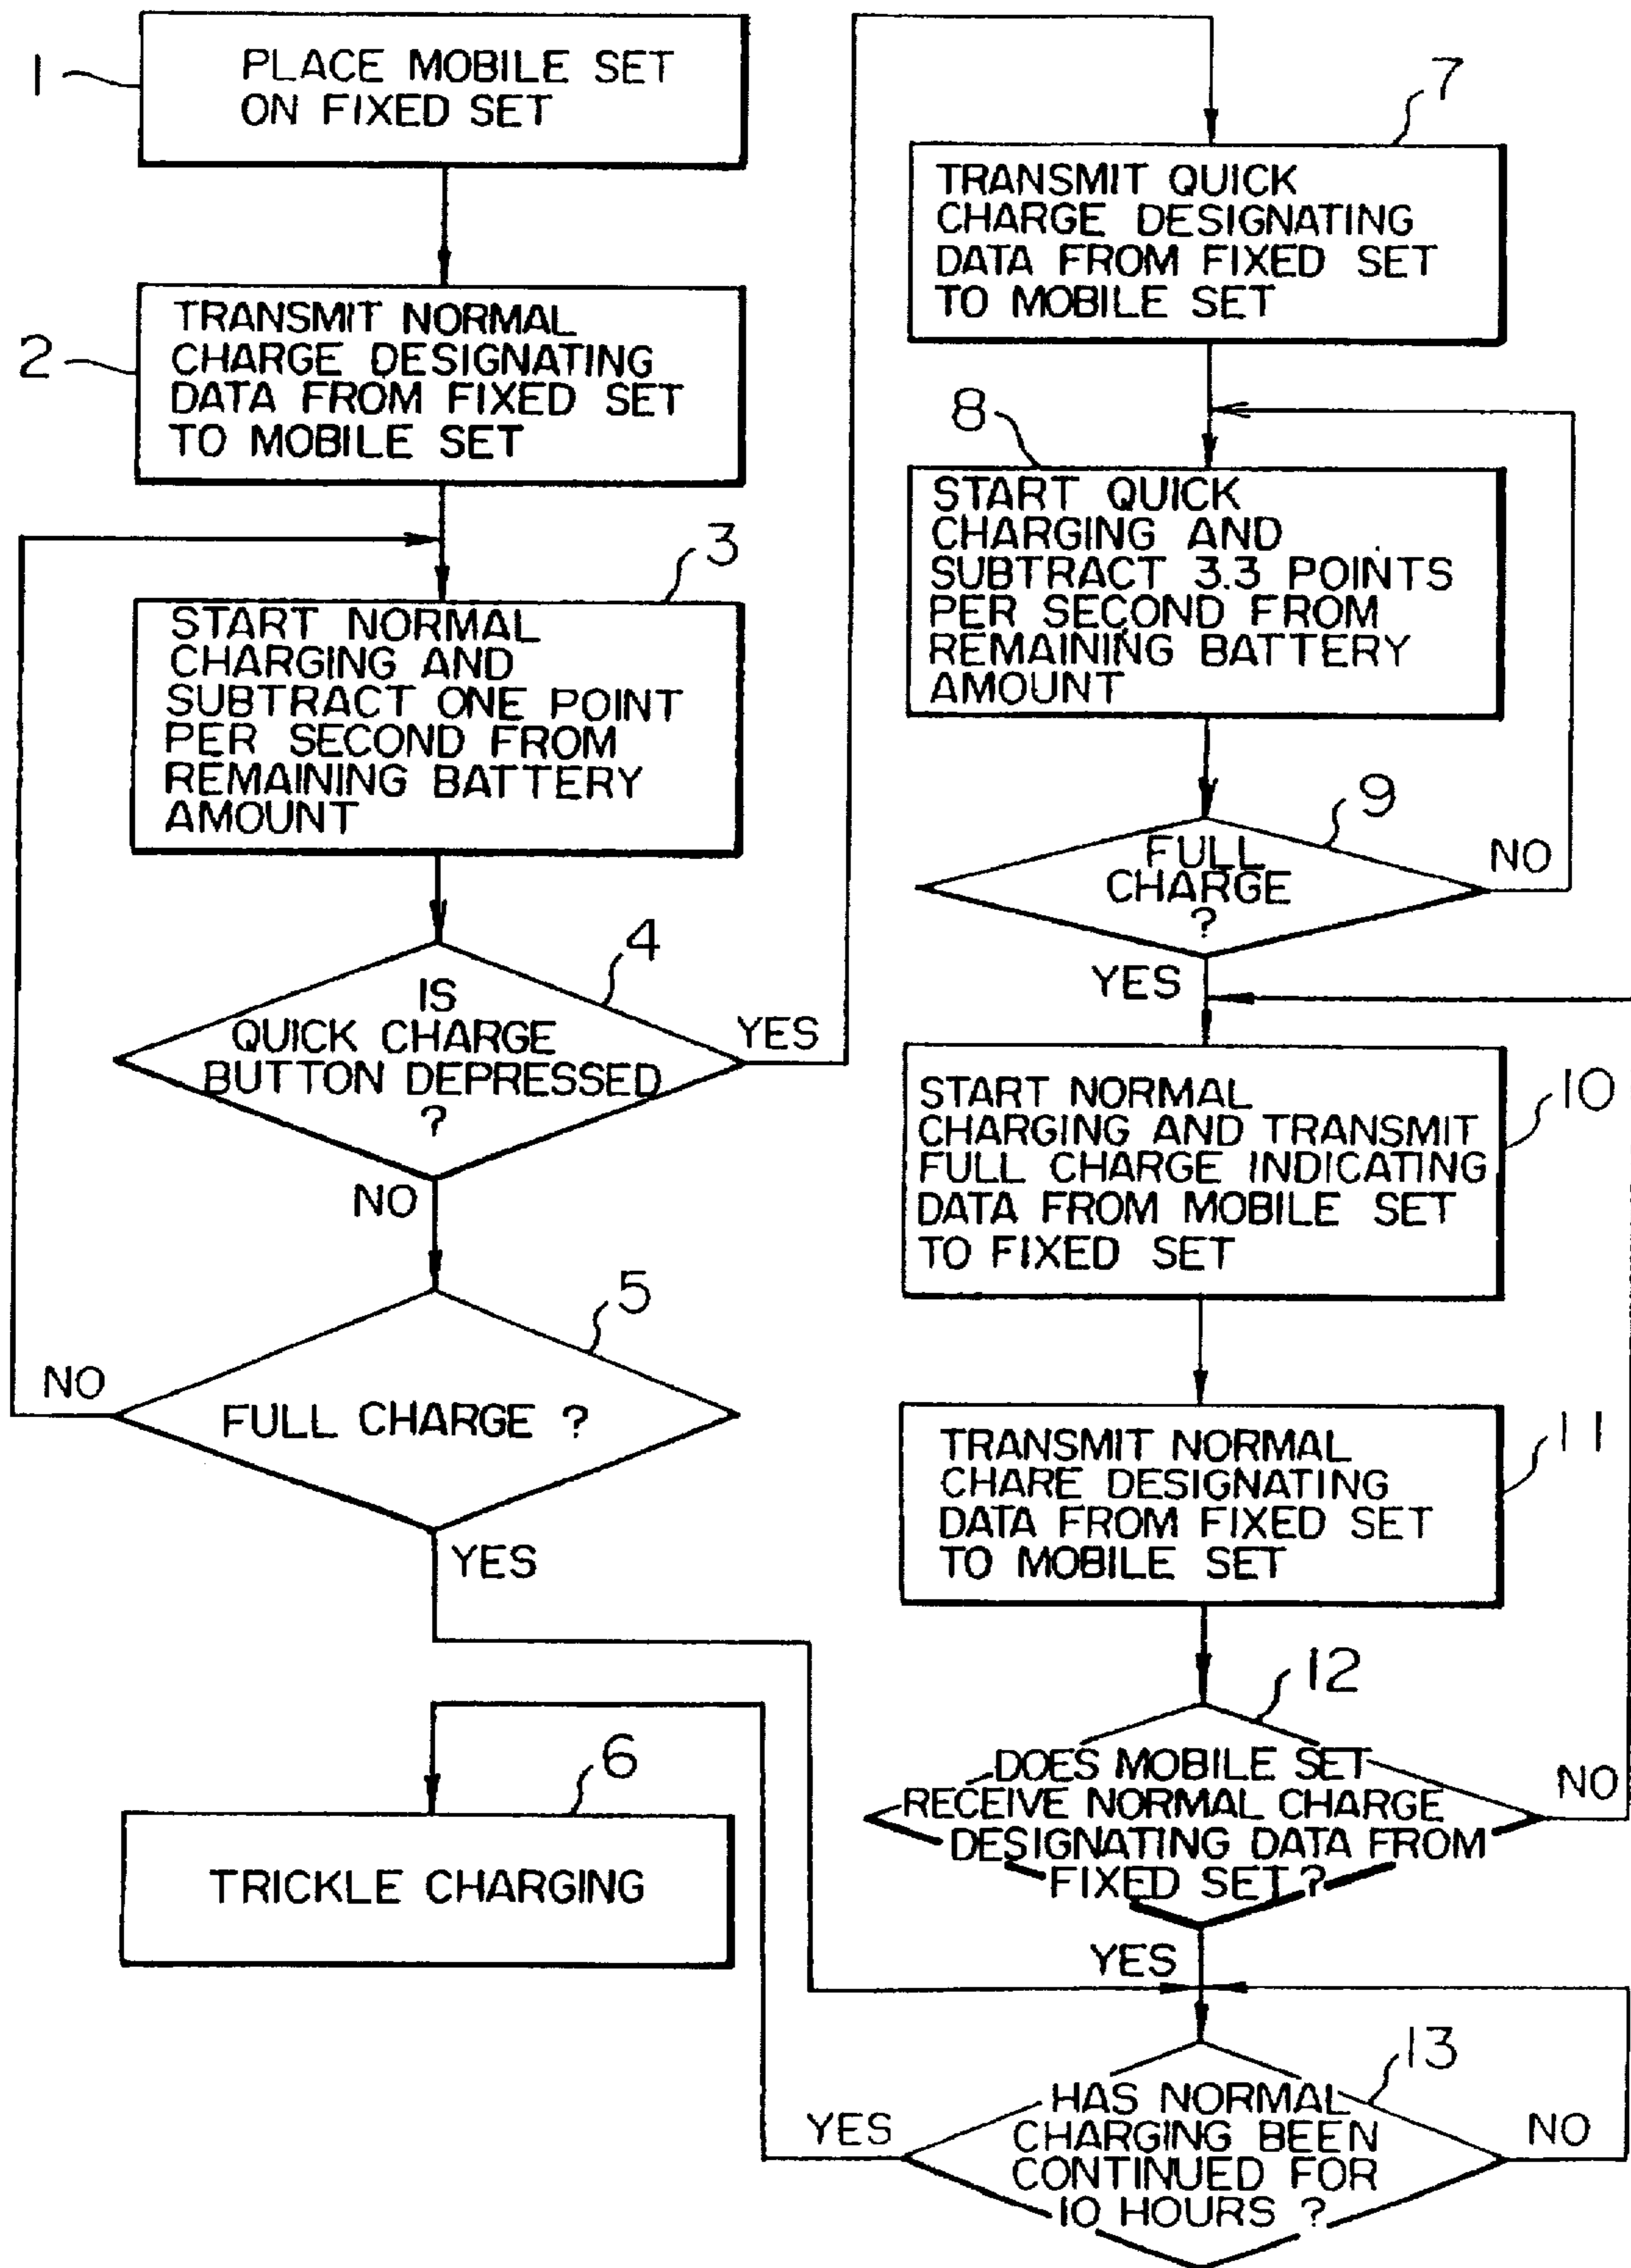 1
PLACE MOBILE SET
ON FIXED SET
2
TRANSMIT NORMAL
CHARGE DESIGNATING
DATA FROM FIXED SET
TO MOBILE SET
3
START NORMAL
CHARGING AND
SUBTRACT ONE POINT
PER SECOND FROM
REMAINING BATTERY
AMOUNT
4
IS
QUICK CHARGE
BUTTON DEPRESSED
?
YES
NO
5
FULL CHARGE ?
NO
YES
6
TRICKLE CHARGING
7
TRANSMIT QUICK
CHARGE DESIGNATING
DATA FROM FIXED SET
TO MOBILE SET
8
START QUICK
CHARGING AND
SUBTRACT 3.3 POINTS
PER SECOND FROM
REMAINING BATTERY
AMOUNT
9
FULL
CHARGE
?
NO
YES
10
START NORMAL
CHARGING AND TRANSMIT
FULL CHARGE INDICATING
DATA FROM MOBILE SET
TO FIXED SET
11
TRANSMIT NORMAL
CHARE DESIGNATING
DATA FROM FIXED SET
TO MOBILE SET
12
DOES MOBILE SET
RECEIVE NORMAL CHARGE
DESIGNATING DATA FROM
FIXED SET ?
NO
YES
13
HAS NORMAL
CHARGING BEEN
CONTINUED FOR
10 HOURS ?
YES
NO